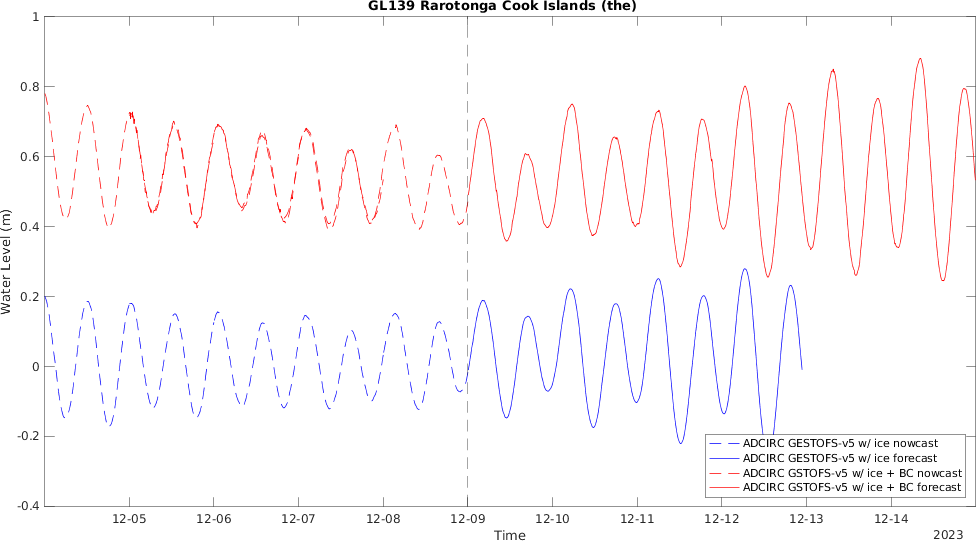 GL139 Rarotonga Cook Islands (the)
1
0.8
0.6
0.4
0.2
0
-0.2
-0.4
Water Level (m)
ADCIRC GESTOFS-v5 w/ ice nowcast
ADCIRC GESTOFS-v5 w/ ice forecast
ADCIRC GSTOFS-v5 w/ ice + BC nowcast
ADCIRC GSTOFS-v5 w/ ice + BC forecast
12-05 12-06 12-07 12-08 12-09 12-10 12-11 12-12 12-13 12-14
Time
2023